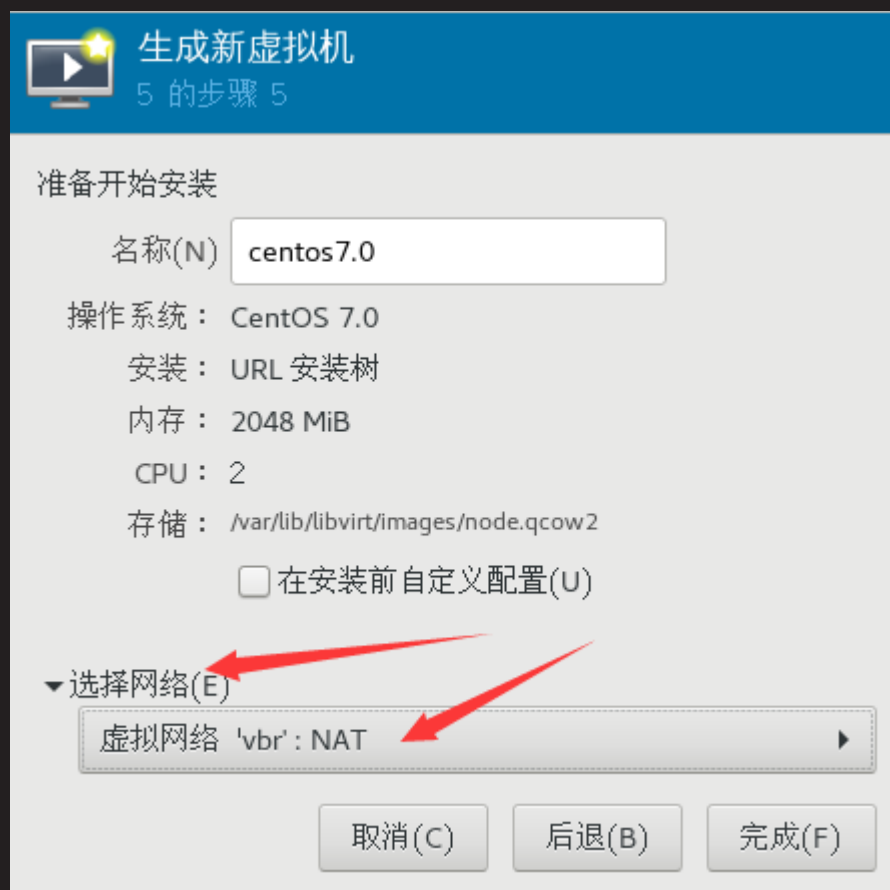 生成新虚拟机
5 的步骤 5
准备开始安装
名称(N) centos7.0
操作系统： CentOS 7.0
安装： URL 安装树
内存： 2048 MiB
CPU： 2
存储： /var/lib/libvirt/images/node.qcow2
在安装前自定义配置(U)
选择网络(E)
虚拟网络 'vbr' : NAT
取消(C) 后退(B) 完成(F)